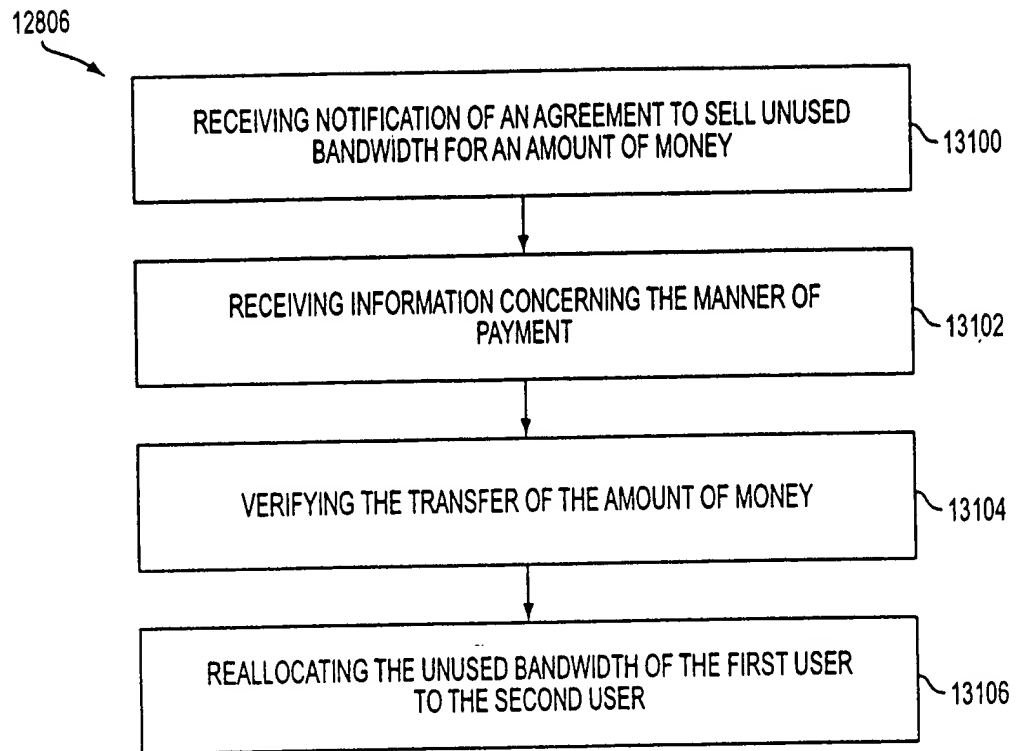 12806
RECEIVING NOTIFICATION OF AN AGREEMENT TO SELL UNUSED
BANDWIDTH FOR AN AMOUNT OF MONEY
13100
RECEIVING INFORMATION CONCERNING THE MANNER OF
PAYMENT
13102
VERIFYING THE TRANSFER OF THE AMOUNT OF MONEY
13104
REALLOCATING THE UNUSED BANDWIDTH OF THE FIRST USER
TO THE SECOND USER
13106